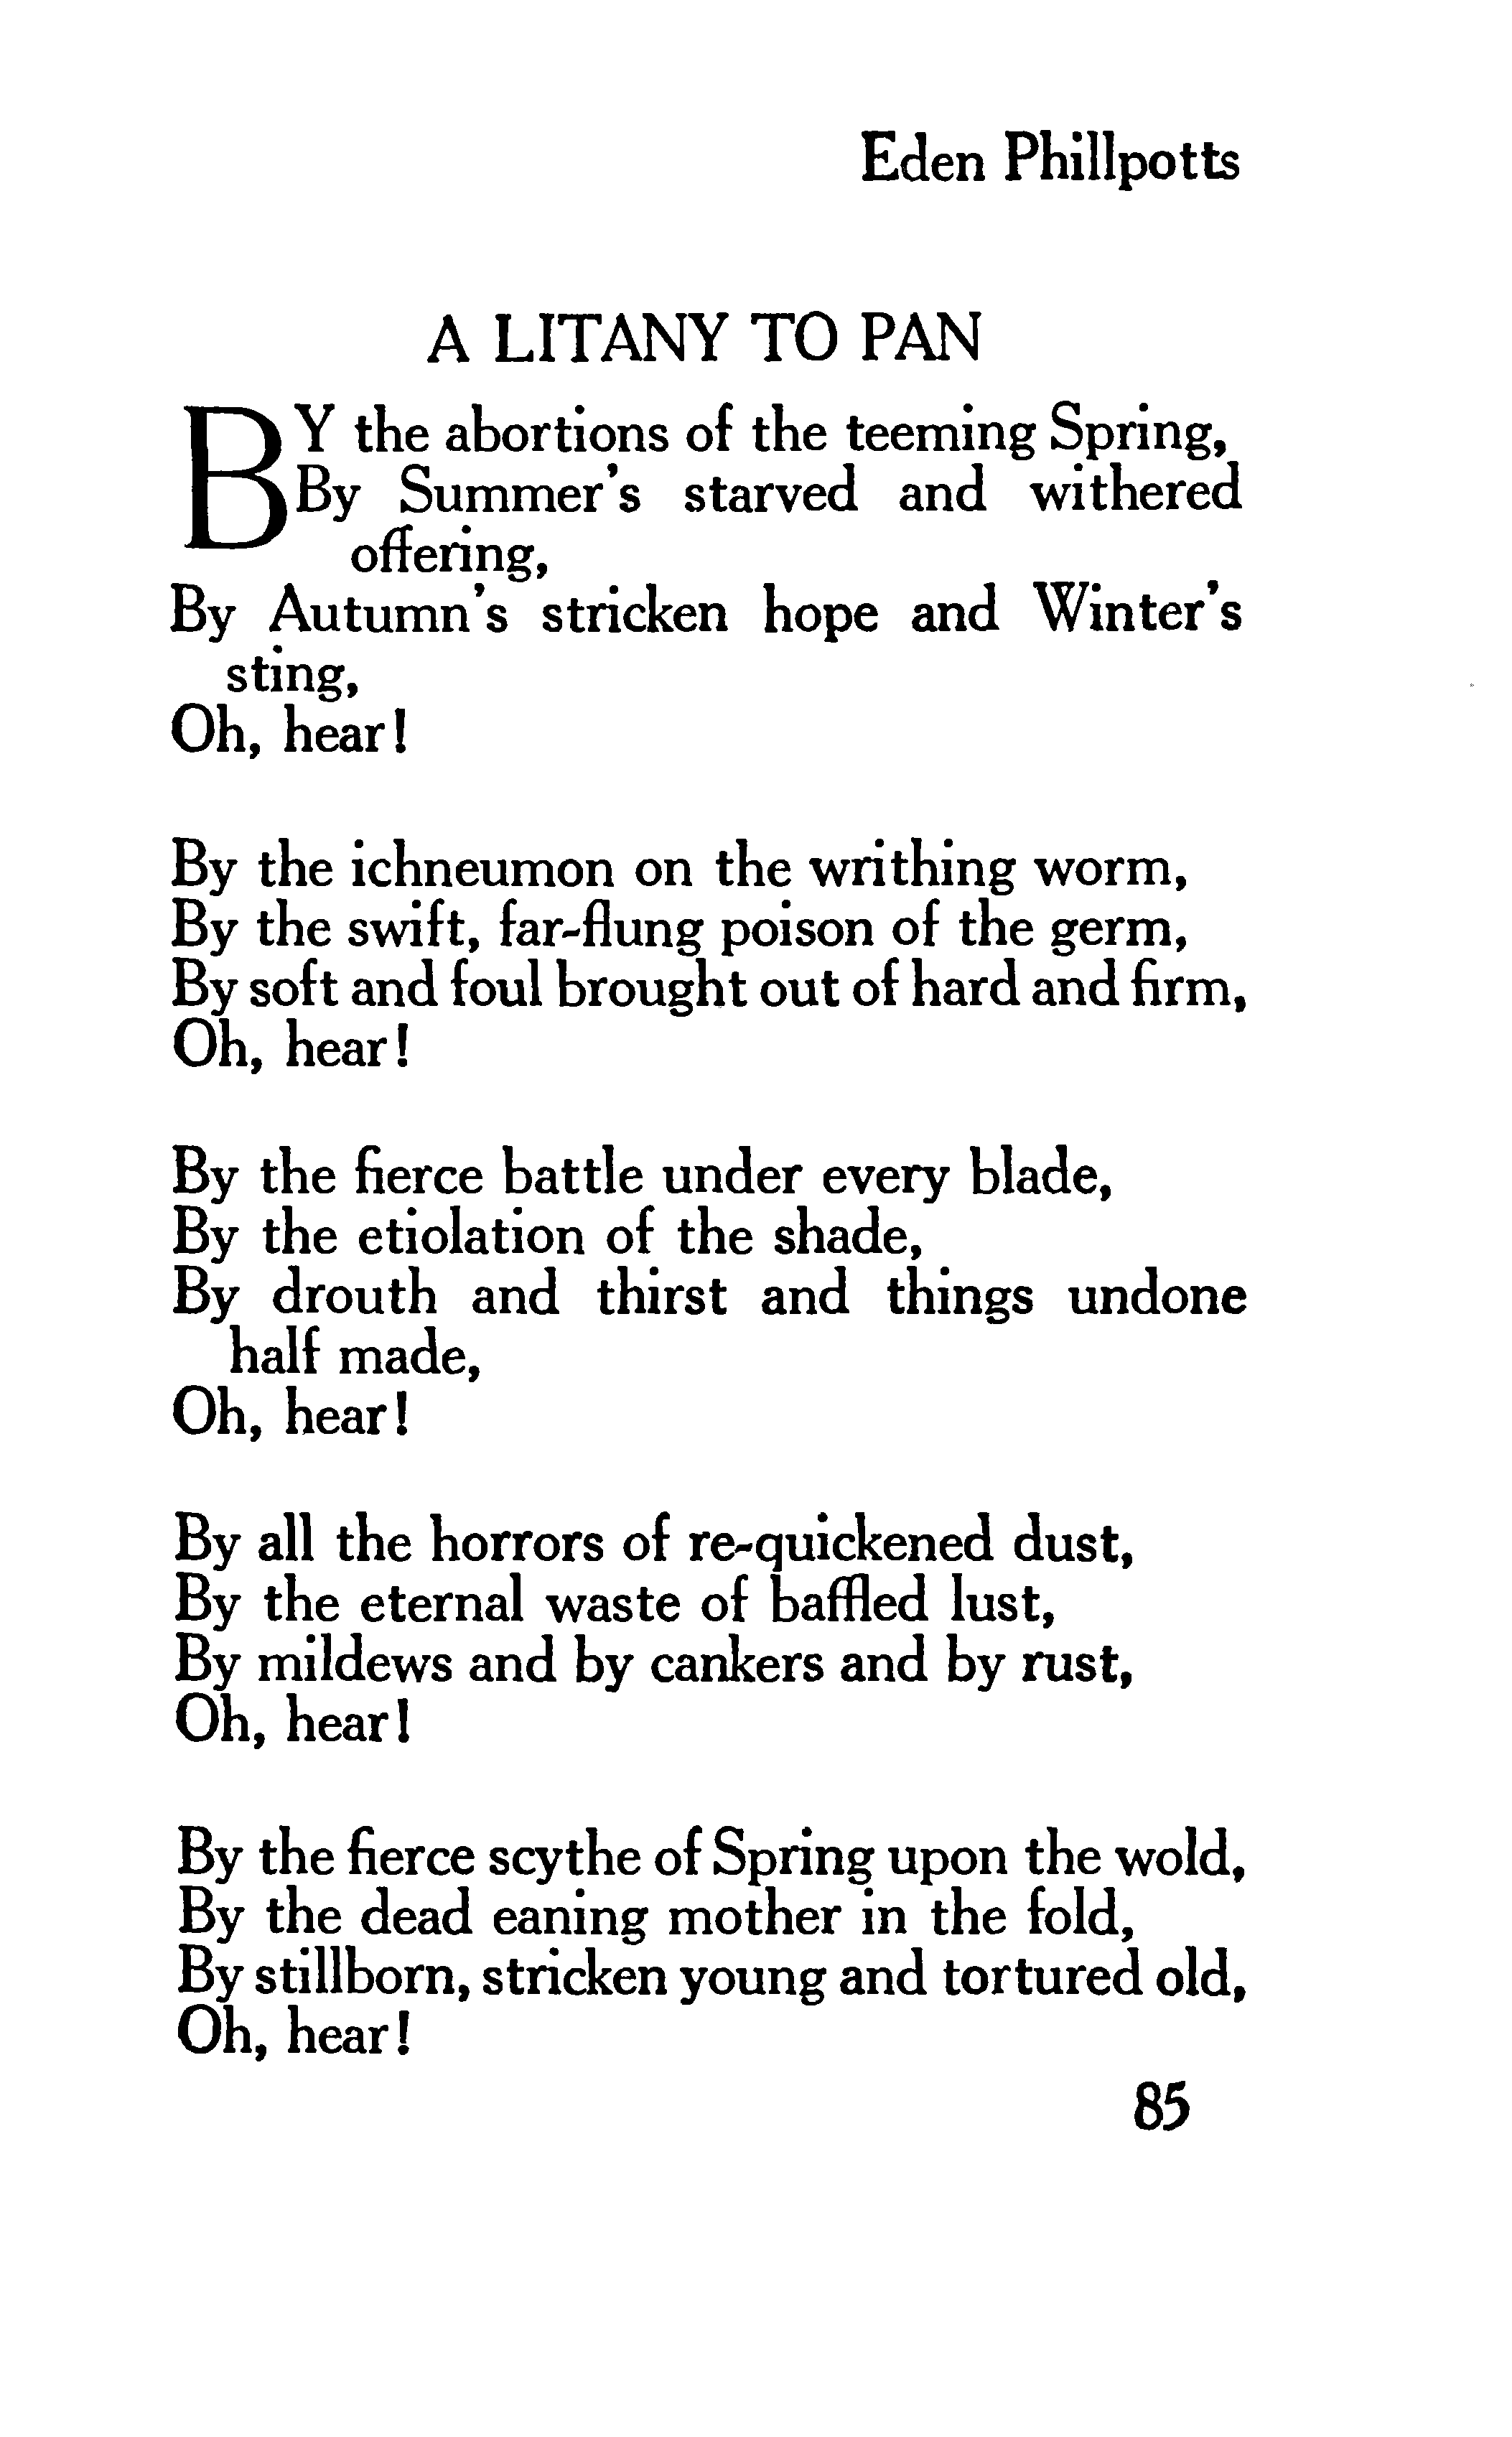 Eden Phillpotts
A LITANY TO PAN
BY the abortions of the teeming Spring,
By Summer's starved and withered
offering,
By Autumn's stricken hope and Winter's
sting,
Oh, hear!
By the ichneumon on the writhing worm,
By the swift, far-flung poison of the germ,
By soft and foul brought out of hard and firm,
Oh, hear!
By the fierce battle under every blade,
By the etiolation of the shade,
By drouth and thirst and things undone
half made,
Oh, hear!
By all the horrors of re-quickened dust,
By the eternal waste of baffled lust,
By mildews and by cankers and by rust,
Oh, hear!
By the fierce scythe of Spring upon the wold,
By the dead eaning mother in the fold,
By stillborn, stricken young and tortured old,
Oh, hear!
85